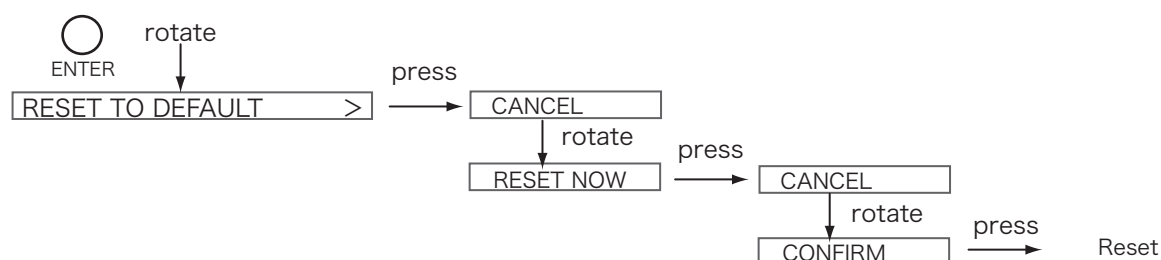 rotate
ENTER
press
RESET TO DEFAULT >
CANCEL
rotate
press
RESET NOW
CANCEL
rotate
press
CONFIRM
Reset